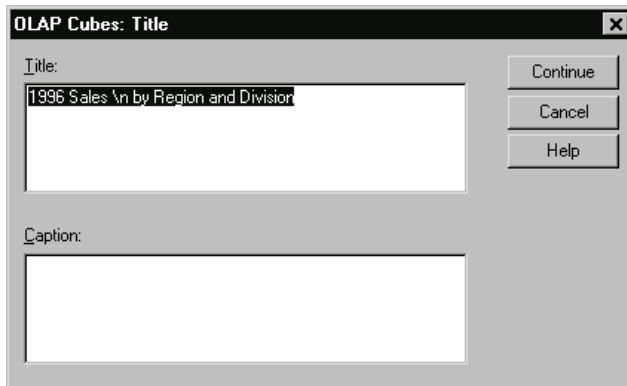 OLAP Cubes: Title
Title:
1996 Sales \n by Region and Division
Continue
Cancel
Help
Caption: